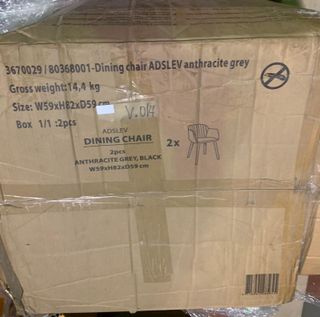 3670029 / 80368001-Dining chair ADSLEV anthracite grey
Gross weight:14,4 kg
Size: W59xH82xD59 cm
Box 1/1 :2pcs
V.04
ADSLEV
DINING CHAIR
2pcs
2x
ANTHRACITE GREY, BLACK
W59xH82xD59 cm